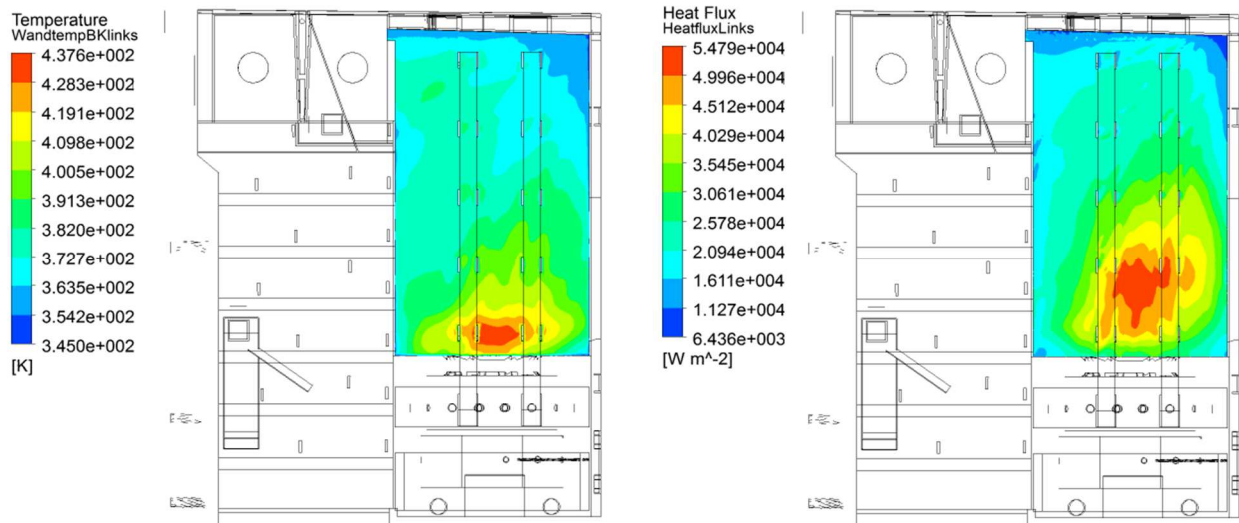 Temperature
WandtempBKlinks
4.376e+002
4.283e+002
4.191e+002
4.098e+002
4.005e+002
3.913e+002
3.820e+002
3.727e+002
3.635e+002
3.542e+002
3.450e+002
[K]
Heat Flux
HeatfluxLinks
5.479e+004
4.996e+004
4.512e+004
4.029e+004
3.545e+004
3.061e+004
2.578e+004
2.094e+004
1.611e+004
1.127e+004
6.436e+003
[W m^-2]